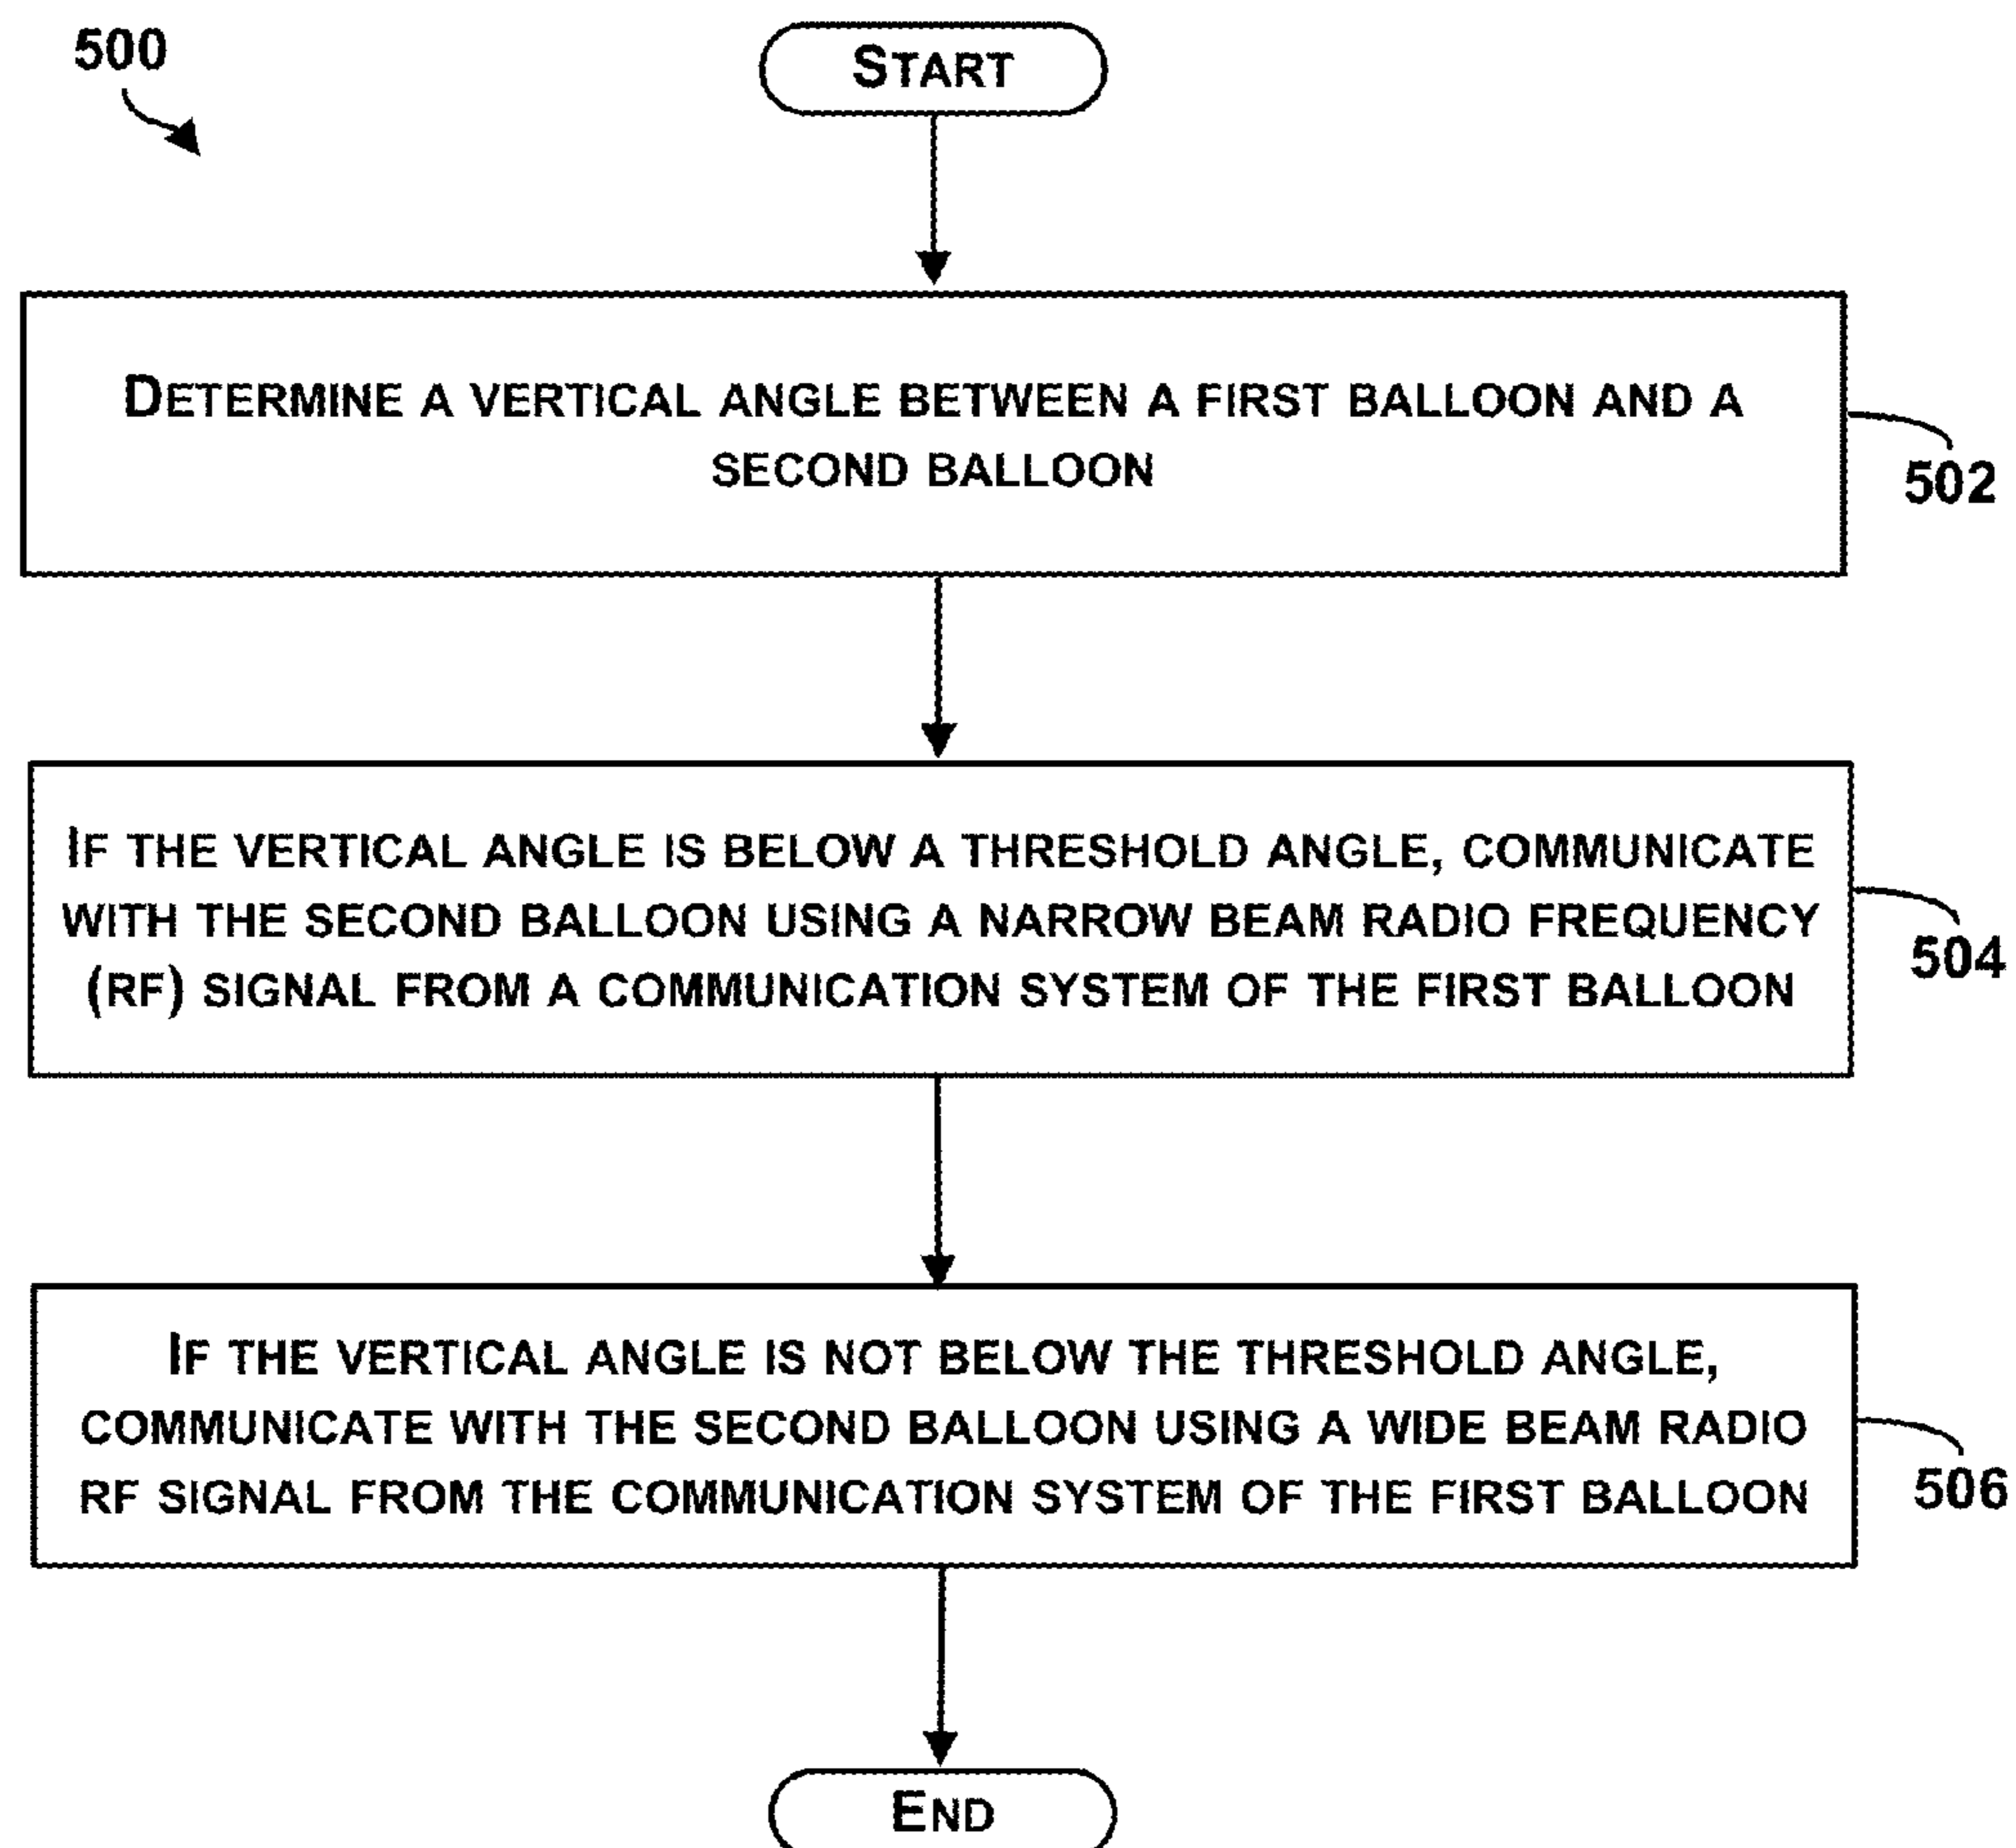 500
START
DETERMINE A VERTICAL ANGLE BETWEEN A FIRST BALLOON AND A
SECOND BALLOON
502
IF THE VERTICAL ANGLE IS BELOW A THRESHOLD ANGLE, COMMUNICATE
WITH THE SECOND BALLOON USING A NARROW BEAM RADIO FREQUENCY
(RF) SIGNAL FROM A COMMUNICATION SYSTEM OF THE FIRST BALLOON
504
IF THE VERTICAL ANGLE IS NOT BELOW THE THRESHOLD ANGLE,
COMMUNICATE WITH THE SECOND BALLOON USING A WIDE BEAM RADIO
RF SIGNAL FROM THE COMMUNICATION SYSTEM OF THE FIRST BALLOON
506
END